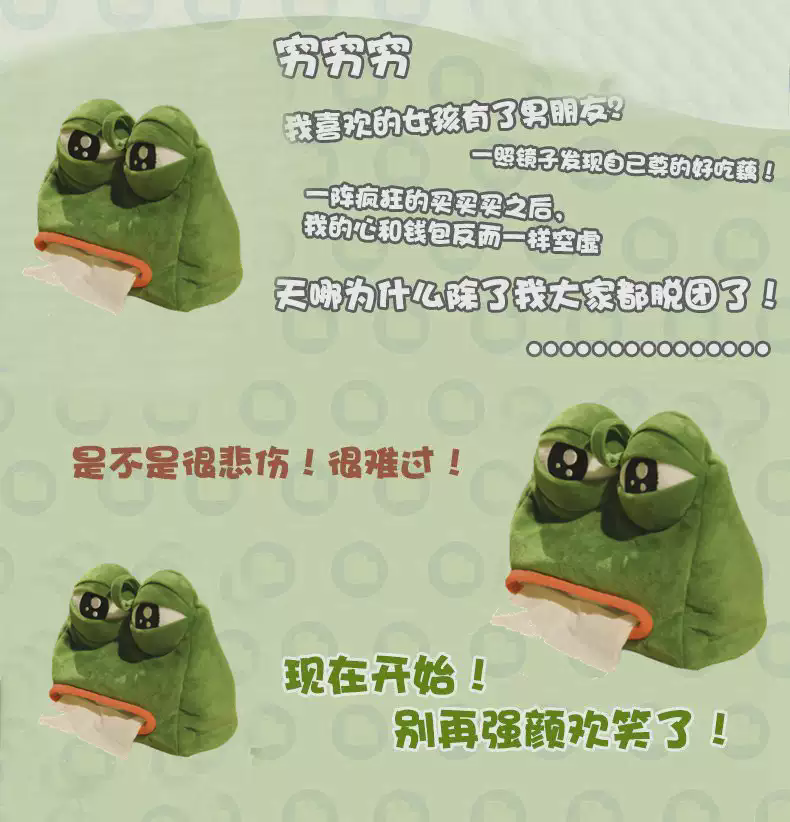 穷穷穷
我喜欢的女孩有了男朋友?
一照镜子发现自己尊的好吃藕！
一阵疯狂的买买买之后，
我的心和钱包反而一样空虚
天哪为什么除了我大家都脱团了！
○○○○○○○○○○○○○○○
是不是很悲伤！很难过！
现在开始！
别再强颜欢笑了！